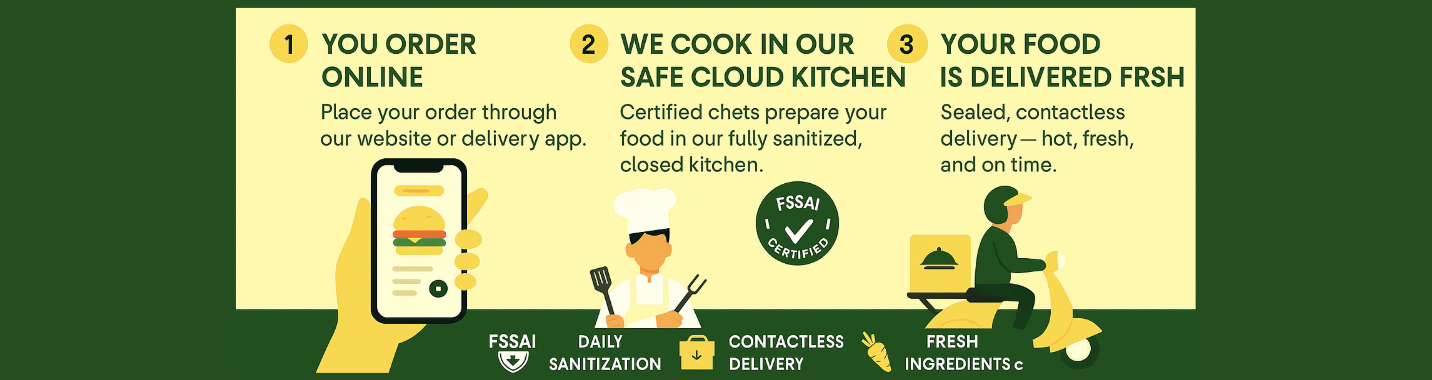 1 YOU ORDER
ONLINE
Place your order through
our website or delivery app.
2 WE COOK IN OUR
SAFE CLOUD KITCHEN
Certified chets prepare your
food in our fully sanitized,
closed kitchen.
FSSAI
CERTIFIED
3 YOUR FOOD
IS DELIVERED FRSH
Sealed, contactless
delivery — hot, fresh,
and on time.
FSSAI
DAILY
SANITIZATION
CONTACTLESS
DELIVERY
FRESH
INGREDIENTS c